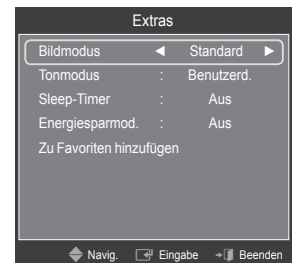 Extras
Bildmodus ◄ Standard ►
Tonmodus : Benutzerd.
Sleep-Timer : Aus
Energiesparmod. : Aus
Zu Favoriten hinzufügen
Navig. Eingabe Beenden